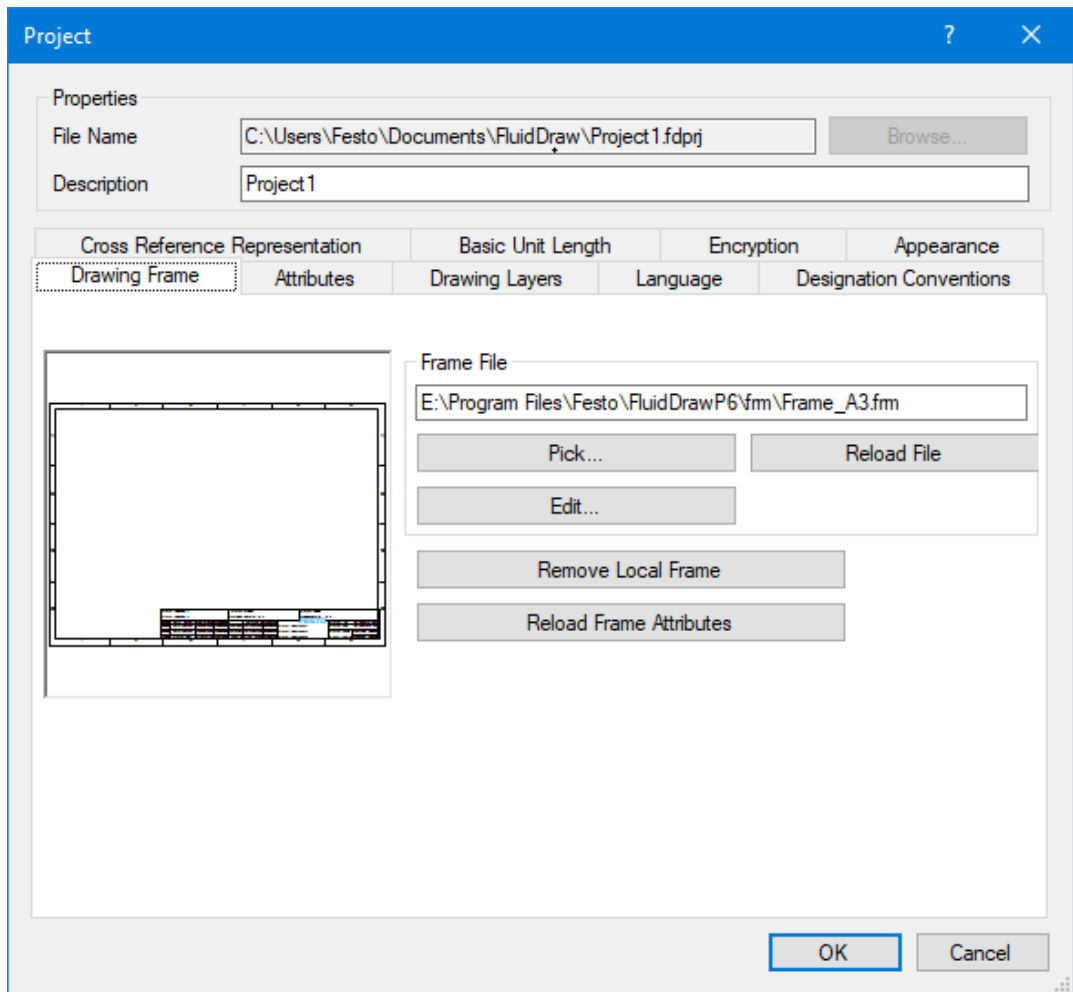 Project ?
Properties
File Name C:\Users\Festo\Documents\FluidDraw\Project1.fdprj Browse...
Description Project1
Cross Reference Representation Basic Unit Length Encryption Appearance
Drawing Frame Attributes Drawing Layers Language Designation Conventions
Frame File
E:\Program Files\Festo\FluidDrawP6\frm\Frame_A3.frm
Pick... Reload File
Edit...
Remove Local Frame
Reload Frame Attributes
FESTO
OK Cancel